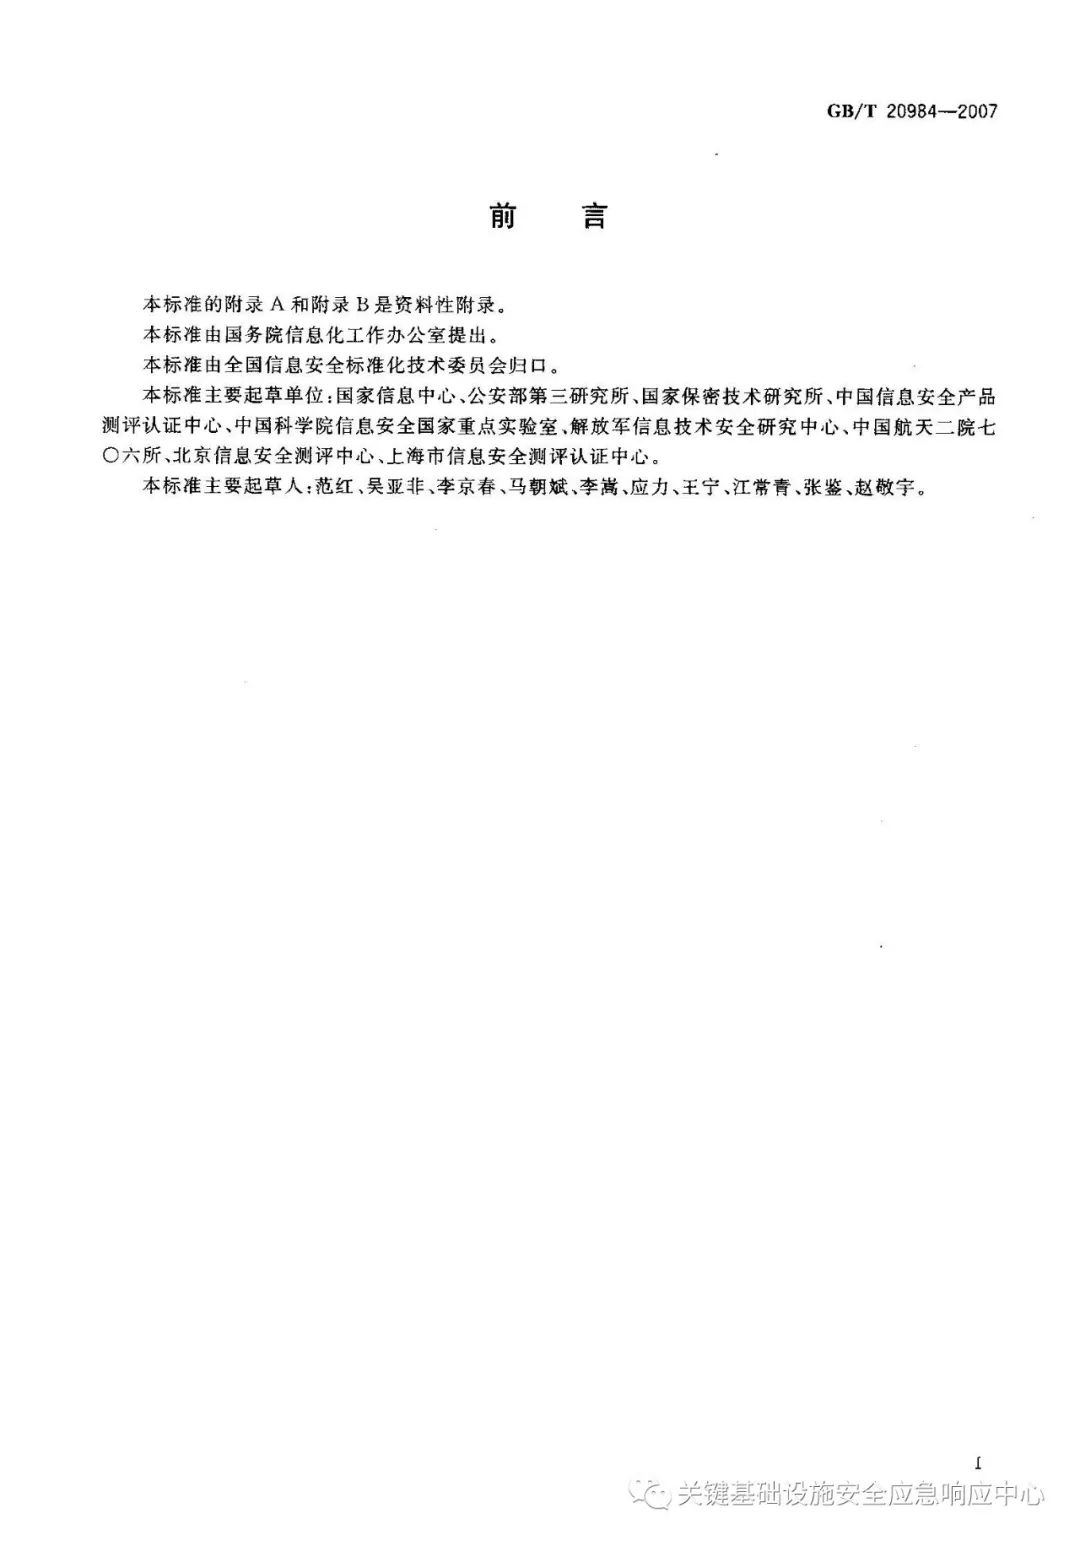 GB/T 20984—2007
前 言
本标准的附录 A 和附录 B 是资料性附录。
本标准由国务院信息化工作办公室提出。
本标准由全国信息安全标准化技术委员会归口。
本标准主要起草单位:国家信息中心、公安部第三研究所、国家保密技术研究所、中国信息安全产品
测评认证中心、中国科学院信息安全国家重点实验室、解放军信息技术安全研究中心、中国航天二院七
〇六所、北京信息安全测评中心、上海市信息安全测评认证中心。
本标准主要起草人:范红、吴亚非、李京春、马朝斌、李嵩、应力、王宁、江常青、张鉴、赵敬宇。
I
关键基础设施安全应急响应中心